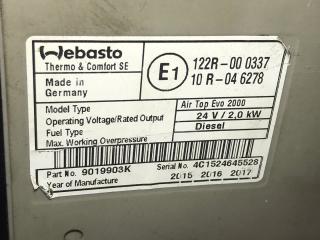 Webasto
Thermo & Comfort SE
Made in
Germany
E1
122R-00 0337
10 R-04 6278
Model Type Air Top Evo 2000
Operating Voltage/Rated Output 24 V / 2,0 kW
Fuel Type Diesel
Max. Working Overpressure
Part No. 9019903K Serial No. 4C1524645528
Year of Manufacture 2015 2016 2017